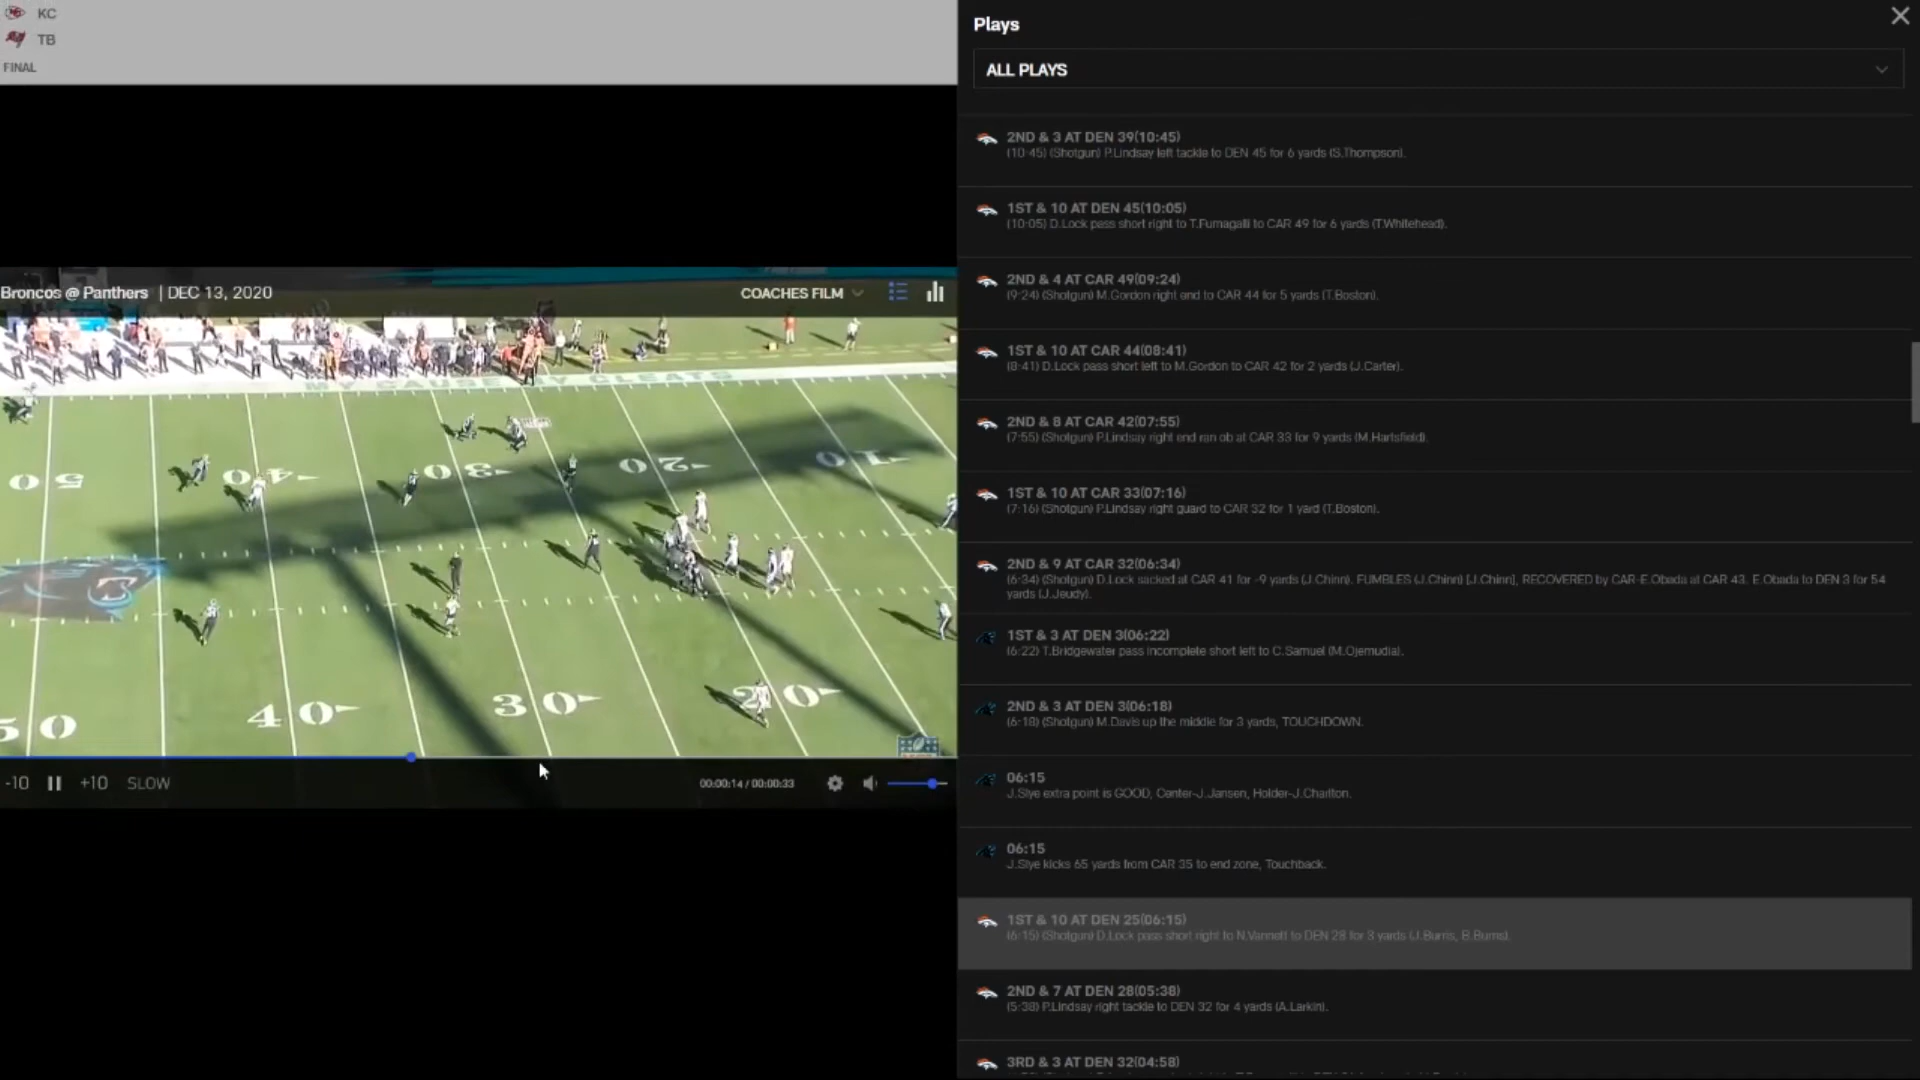 KC
TB
FINAL
Broncos @ Panthers | DEC 13, 2020
COACHES FILM
MY CAUSE MY CLEATS
50 40 30 20 10
50 40 30 20
-10
+10
SLOW
00:00:14 / 00:00:33
Plays
ALL PLAYS
2ND & 3 AT DEN 39(10:45)
(10:45) (Shotgun) P.Lindsay left tackle to DEN 45 for 6 yards (S.Thompson).
1ST & 10 AT DEN 45(10:05)
(10:05) D.Lock pass short right to T.Fumagalli to CAR 49 for 6 yards (T.Whitehead).
2ND & 4 AT CAR 49(09:24)
(9:24) (Shotgun) M.Gordon right end to CAR 44 for 5 yards (T.Boston).
1ST & 10 AT CAR 44(08:41)
(8:41) D.Lock pass short left to M.Gordon to CAR 42 for 2 yards (J.Carter).
2ND & 8 AT CAR 42(07:55)
(7:55) (Shotgun) P.Lindsay right end ran ob at CAR 33 for 9 yards (M.Hartsfield).
1ST & 10 AT CAR 33(07:16)
(7:16) (Shotgun) P.Lindsay right guard to CAR 32 for 1 yard (T.Boston).
2ND & 9 AT CAR 32(06:34)
(6:34) (Shotgun) D.Lock sacked at CAR 41 for -9 yards (J.Chinn). FUMBLES (J.Chinn) [J.Chinn], RECOVERED by CAR-E.Obada at CAR 43. E.Obada to DEN 3 for 54
yards (J.Jeudy).
1ST & 3 AT DEN 3(06:22)
(6:22) T.Bridgewater pass incomplete short left to C.Samuel (M.Ojemudia).
2ND & 3 AT DEN 3(06:18)
(6:18) (Shotgun) M.Davis up the middle for 3 yards, TOUCHDOWN.
06:15
J.Slye extra point is GOOD, Center-J.Jansen, Holder-J.Charlton.
06:15
J.Slye kicks 65 yards from CAR 35 to end zone, Touchback.
1ST & 10 AT DEN 25(06:15)
(6:15) (Shotgun) D.Lock pass short right to N.Vannett to DEN 28 for 3 yards (J.Burris, B.Burns).
2ND & 7 AT DEN 28(05:38)
(5:38) P.Lindsay right tackle to DEN 32 for 4 yards (A.Larkin).
3RD & 3 AT DEN 32(04:58)